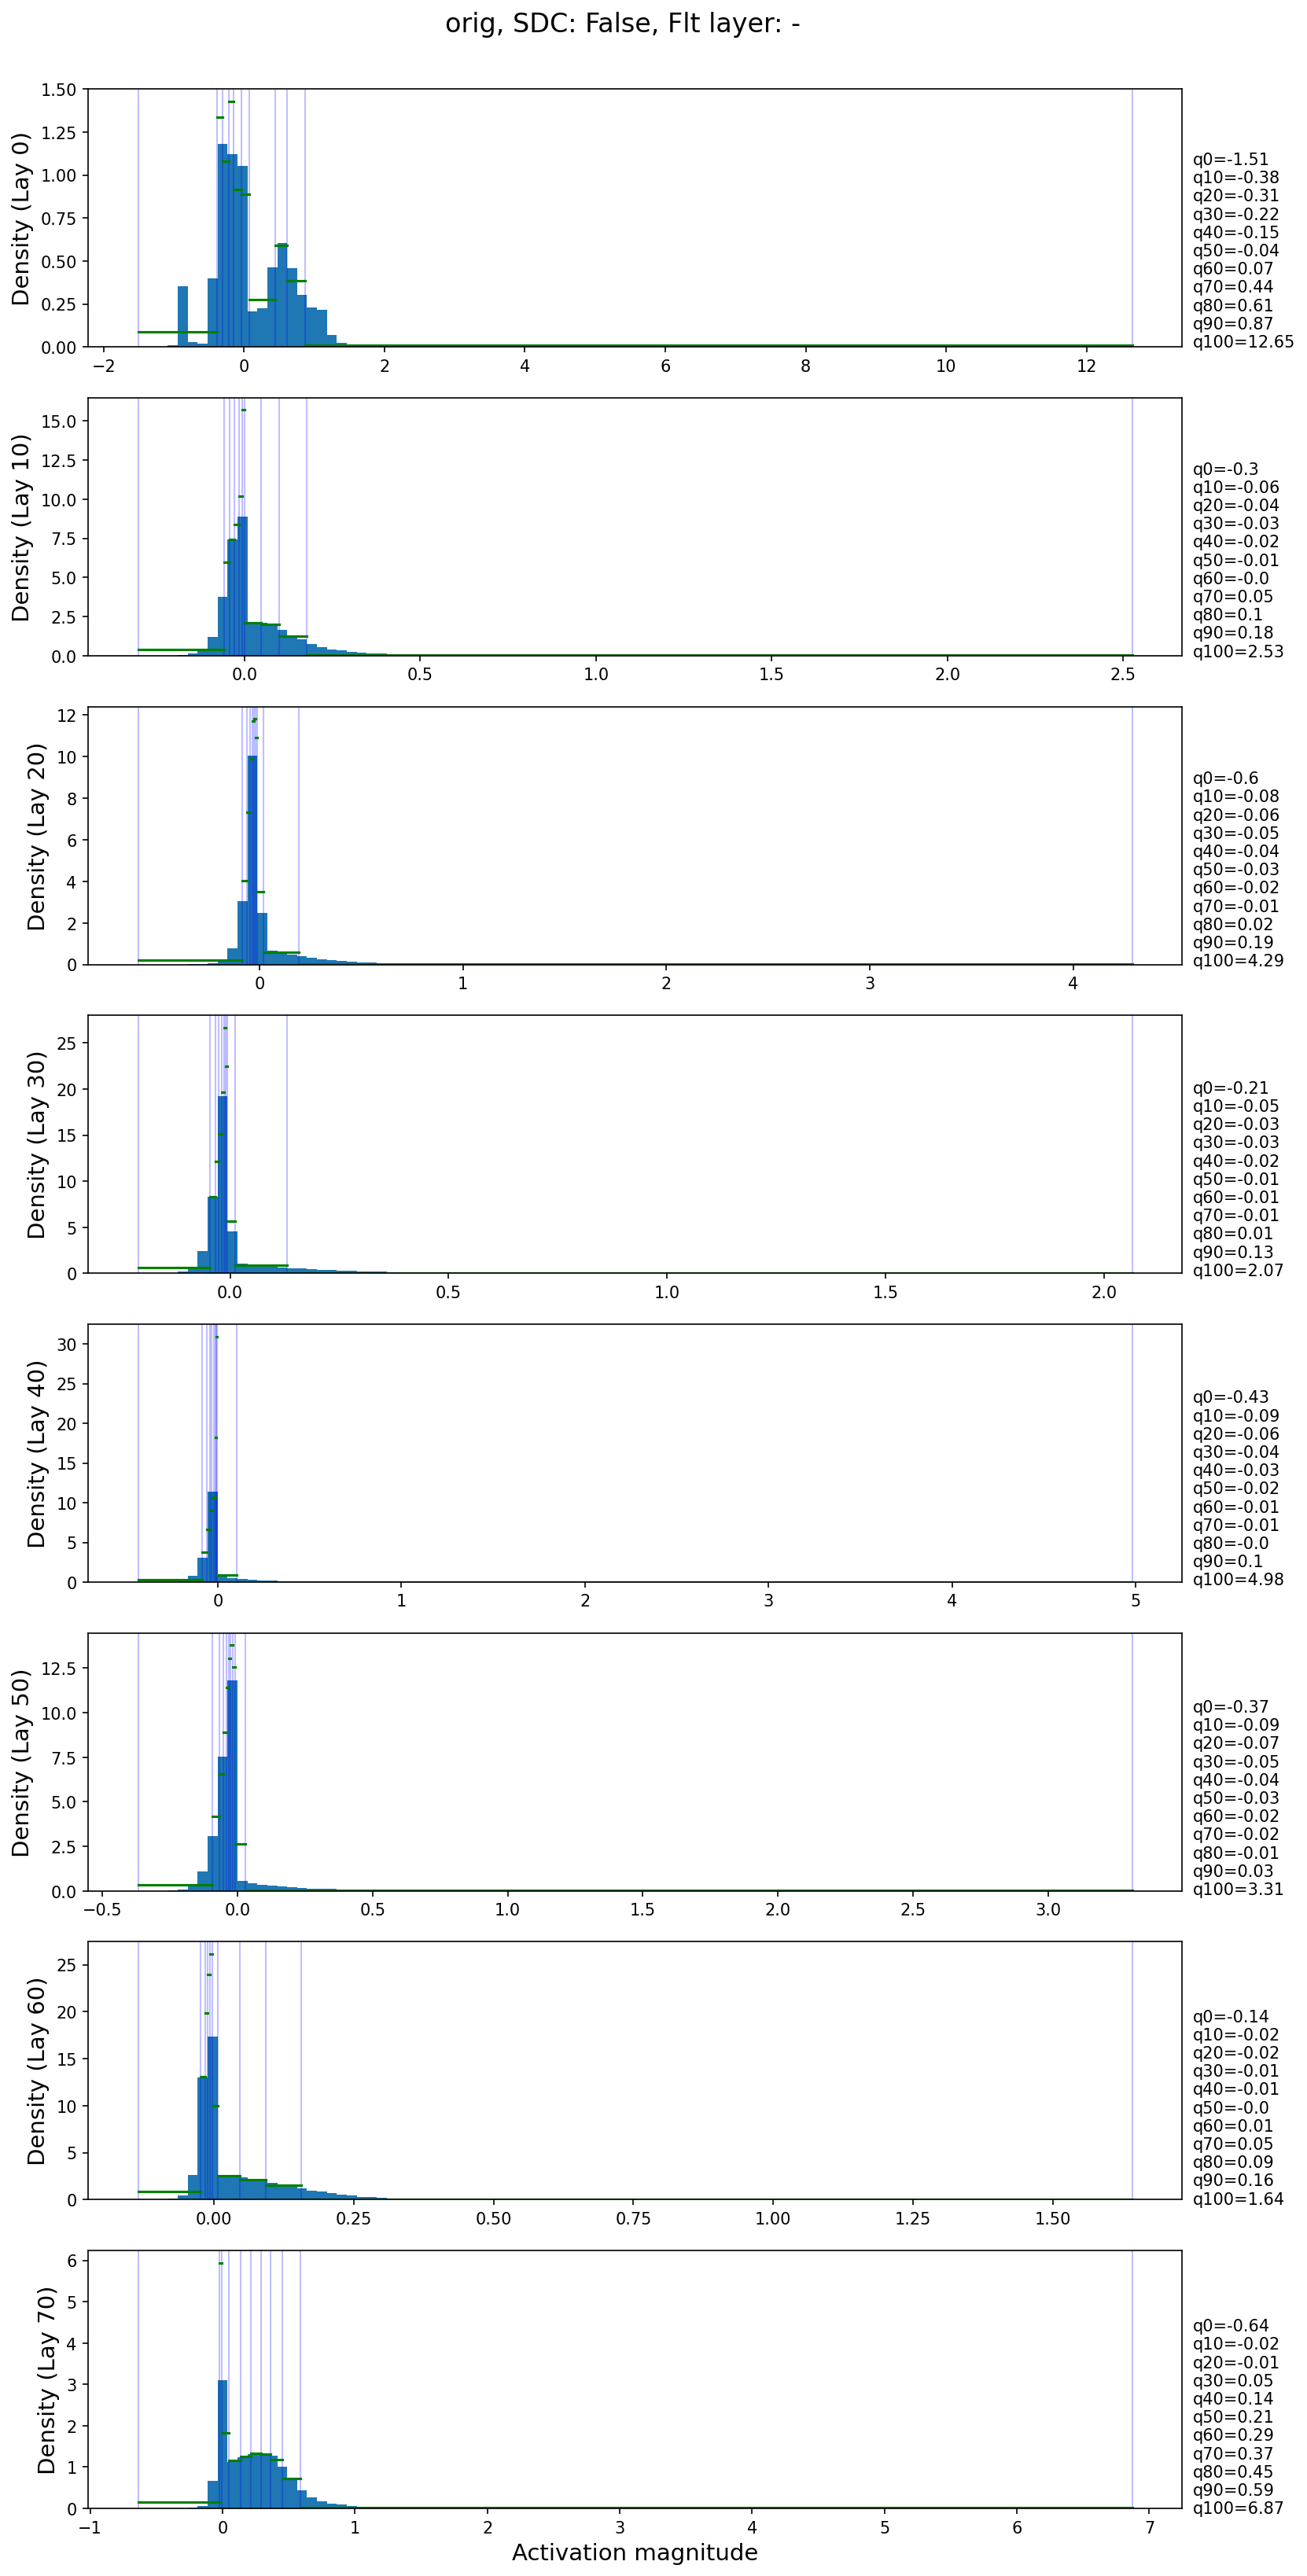 orig, SDC: False, Flt layer: -
Density (Lay 0)
1.50
1.25
1.00
0.75
0.50
0.25
0.00
−2 0 2 4 6 8 10 12
q0=-1.51
q10=-0.38
q20=-0.31
q30=-0.22
q40=-0.15
q50=-0.04
q60=0.07
q70=0.44
q80=0.61
q90=0.87
q100=12.65
Density (Lay 10)
15.0
12.5
10.0
7.5
5.0
2.5
0.0
0.0 0.5 1.0 1.5 2.0 2.5
q0=-0.3
q10=-0.06
q20=-0.04
q30=-0.03
q40=-0.02
q50=-0.01
q60=-0.0
q70=0.05
q80=0.1
q90=0.18
q100=2.53
Density (Lay 20)
12
10
8
6
4
2
0
0 1 2 3 4
q0=-0.6
q10=-0.08
q20=-0.06
q30=-0.05
q40=-0.04
q50=-0.03
q60=-0.02
q70=-0.01
q80=0.02
q90=0.19
q100=4.29
Density (Lay 30)
25
20
15
10
5
0
0.0 0.5 1.0 1.5 2.0
q0=-0.21
q10=-0.05
q20=-0.03
q30=-0.03
q40=-0.02
q50=-0.01
q60=-0.01
q70=-0.01
q80=0.01
q90=0.13
q100=2.07
Density (Lay 40)
30
25
20
15
10
5
0
0 1 2 3 4 5
q0=-0.43
q10=-0.09
q20=-0.06
q30=-0.04
q40=-0.03
q50=-0.02
q60=-0.01
q70=-0.01
q80=-0.0
q90=0.1
q100=4.98
Density (Lay 50)
12.5
10.0
7.5
5.0
2.5
0.0
−0.5 0.0 0.5 1.0 1.5 2.0 2.5 3.0
q0=-0.37
q10=-0.09
q20=-0.07
q30=-0.05
q40=-0.04
q50=-0.03
q60=-0.02
q70=-0.02
q80=-0.01
q90=0.03
q100=3.31
Density (Lay 60)
25
20
15
10
5
0
0.00 0.25 0.50 0.75 1.00 1.25 1.50
q0=-0.14
q10=-0.02
q20=-0.02
q30=-0.01
q40=-0.01
q50=-0.0
q60=0.01
q70=0.05
q80=0.09
q90=0.16
q100=1.64
Density (Lay 70)
6
5
4
3
2
1
0
−1 0 1 2 3 4 5 6 7
q0=-0.64
q10=-0.02
q20=-0.01
q30=0.05
q40=0.14
q50=0.21
q60=0.29
q70=0.37
q80=0.45
q90=0.59
q100=6.87
Activation magnitude